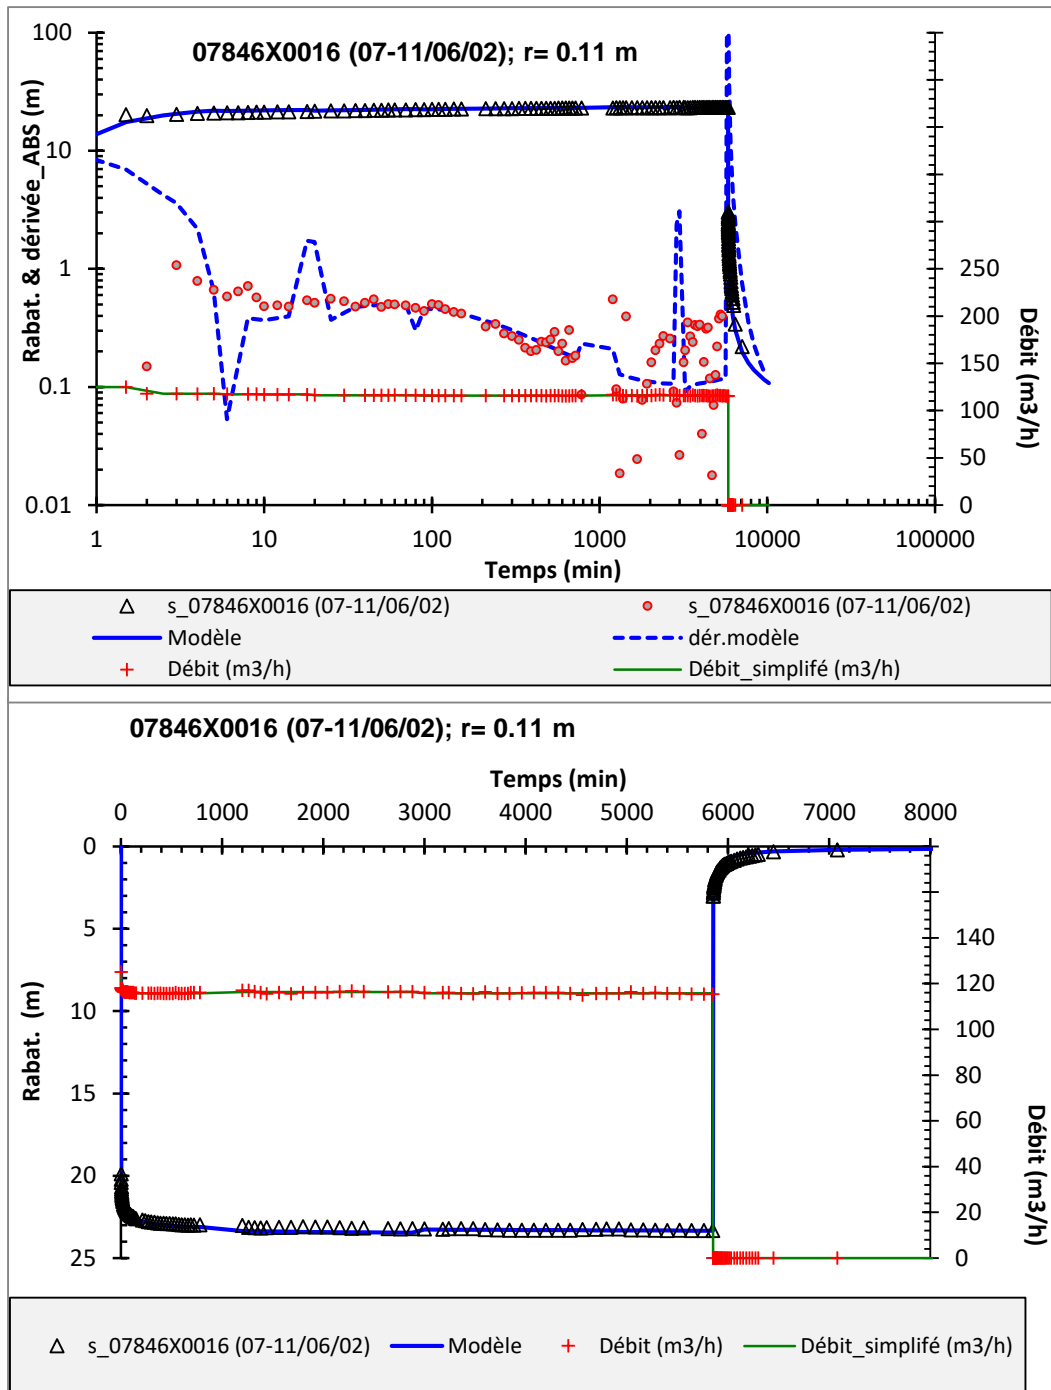 07846X0016 (07-11/06/02); r= 0.11 m
Rabat. & dérivée_ABS (m)
100
10
1
0.1
0.01
250
200
150
100
50
0
Débit (m3/h)
1 10 100 1000 10000 100000
Temps (min)
s_07846X0016 (07-11/06/02) s_07846X0016 (07-11/06/02)
Modèle dér.modèle
Débit (m3/h) Débit_simplifé (m3/h)
07846X0016 (07-11/06/02); r= 0.11 m
Temps (min)
0 1000 2000 3000 4000 5000 6000 7000 8000
Rabat. (m)
0
5
10
15
20
25
140
120
100
80
60
40
20
0
Débit (m3/h)
s_07846X0016 (07-11/06/02) Modèle Débit (m3/h) Débit_simplifé (m3/h)